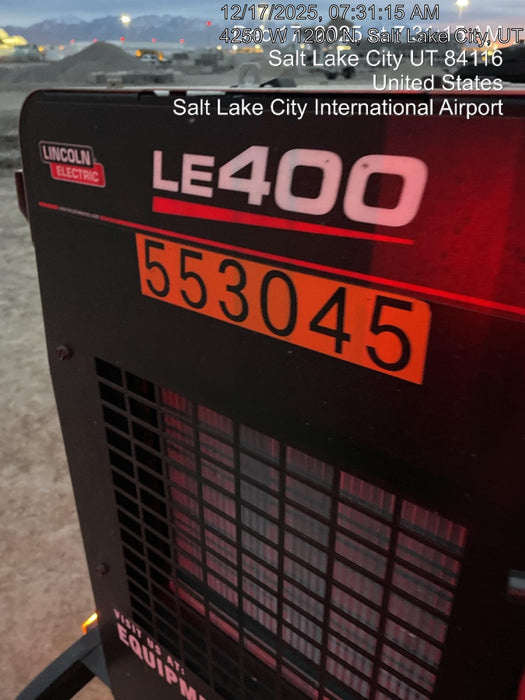 12/17/2025, 07:31:15 AM
4250 W 1200 N, Salt Lake City, UT
Salt Lake City UT 84116
United States
Salt Lake City International Airport
LINCOLN
ELECTRIC
LE400
553045
VISIT US AT: